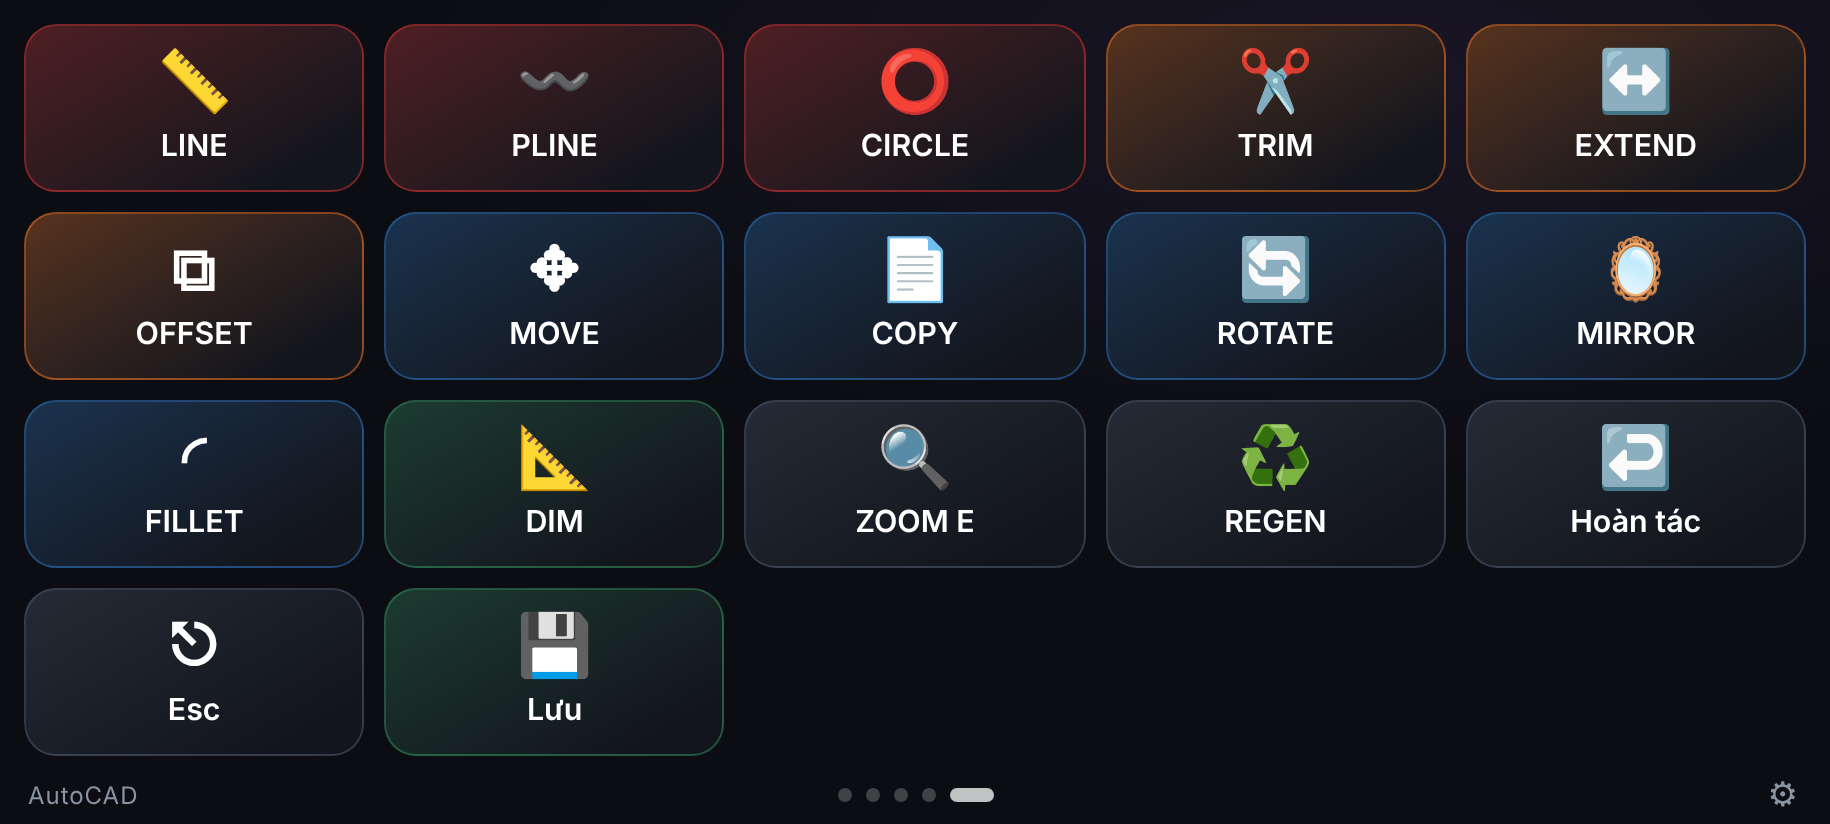 LINE
PLINE
CIRCLE
TRIM
EXTEND
OFFSET
MOVE
COPY
ROTATE
MIRROR
FILLET
DIM
ZOOM E
REGEN
Hoàn tác
Esc
Lưu
AutoCAD